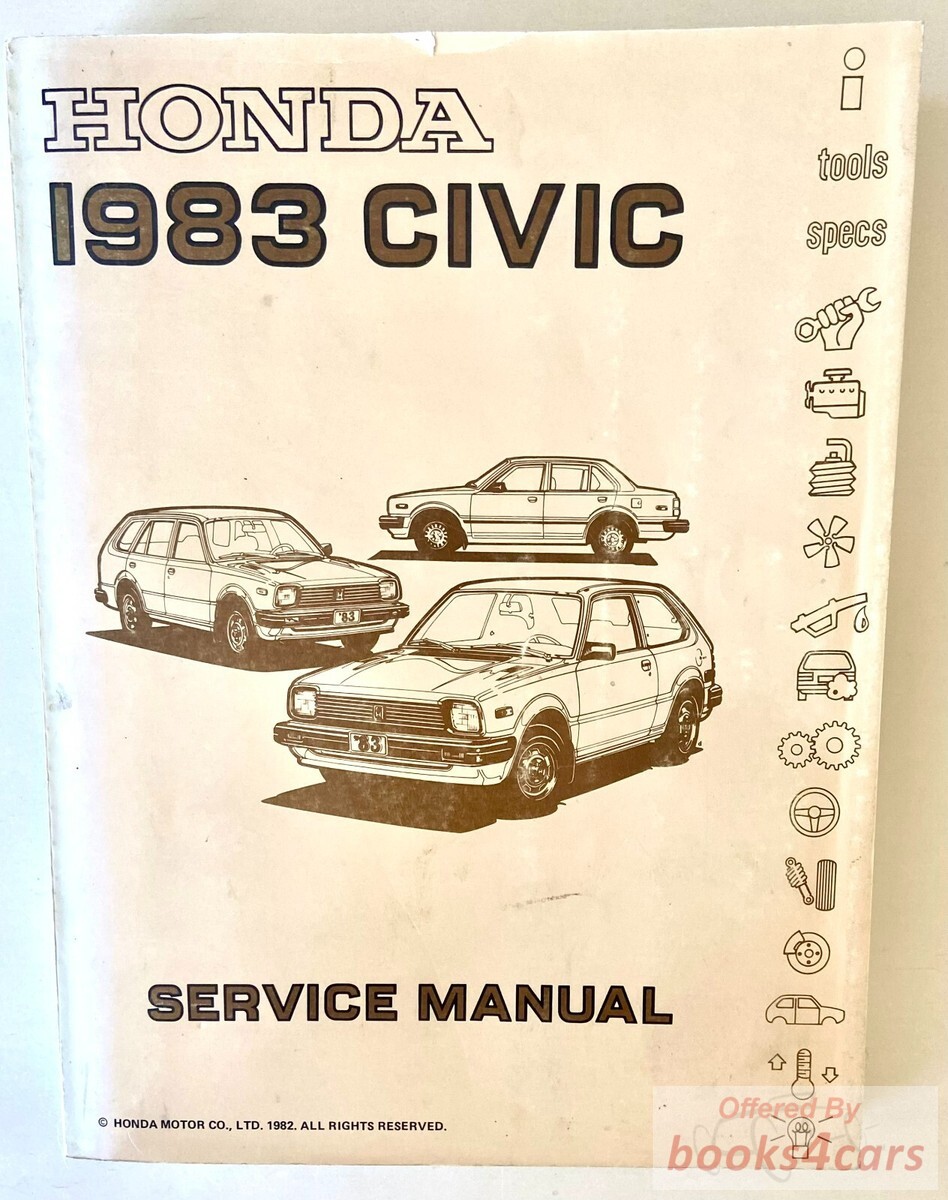 HONDA
1983 CIVIC
tools
specs
'83
'83
SERVICE MANUAL
© HONDA MOTOR CO., LTD. 1982. ALL RIGHTS RESERVED.
Offered By
books4cars